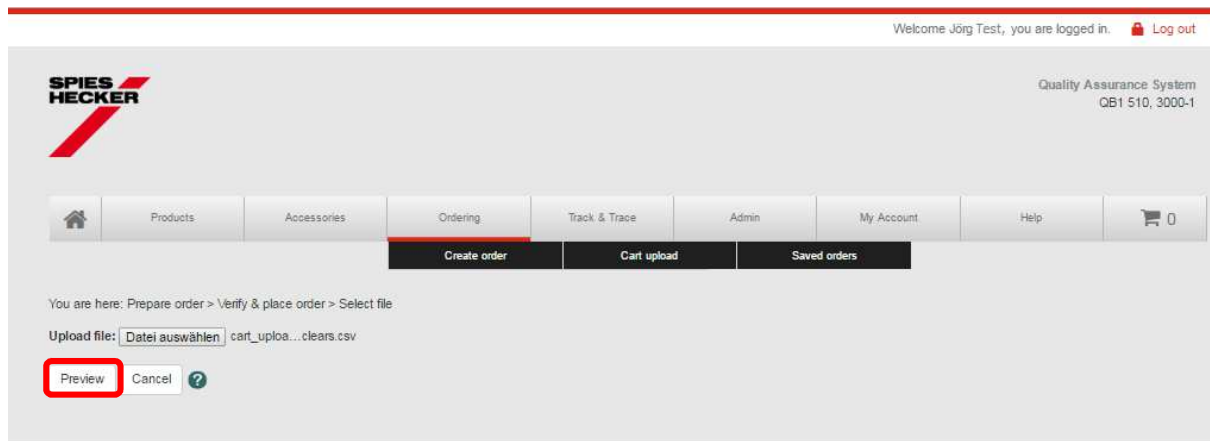 Welcome Jörg Test, you are logged in. Log out
SPIES
HECKER
Quality Assurance System
QB1 510, 3000-1
Products Accessories Ordering Track & Trace Admin My Account Help 0
Create order Cart upload Saved orders
You are here: Prepare order > Verify & place order > Select file
Upload file: Datei auswählen cart_uploa...clears.csv
Preview Cancel ?